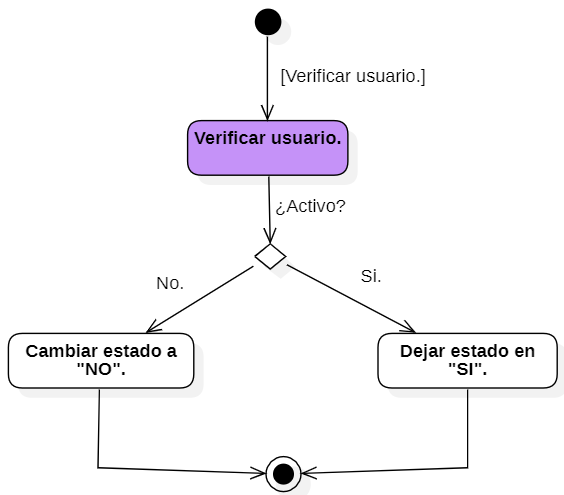 [Verificar usuario.]
Verificar usuario.
¿Activo?
No.
Si.
Cambiar estado a
"NO".
Dejar estado en
"SI".